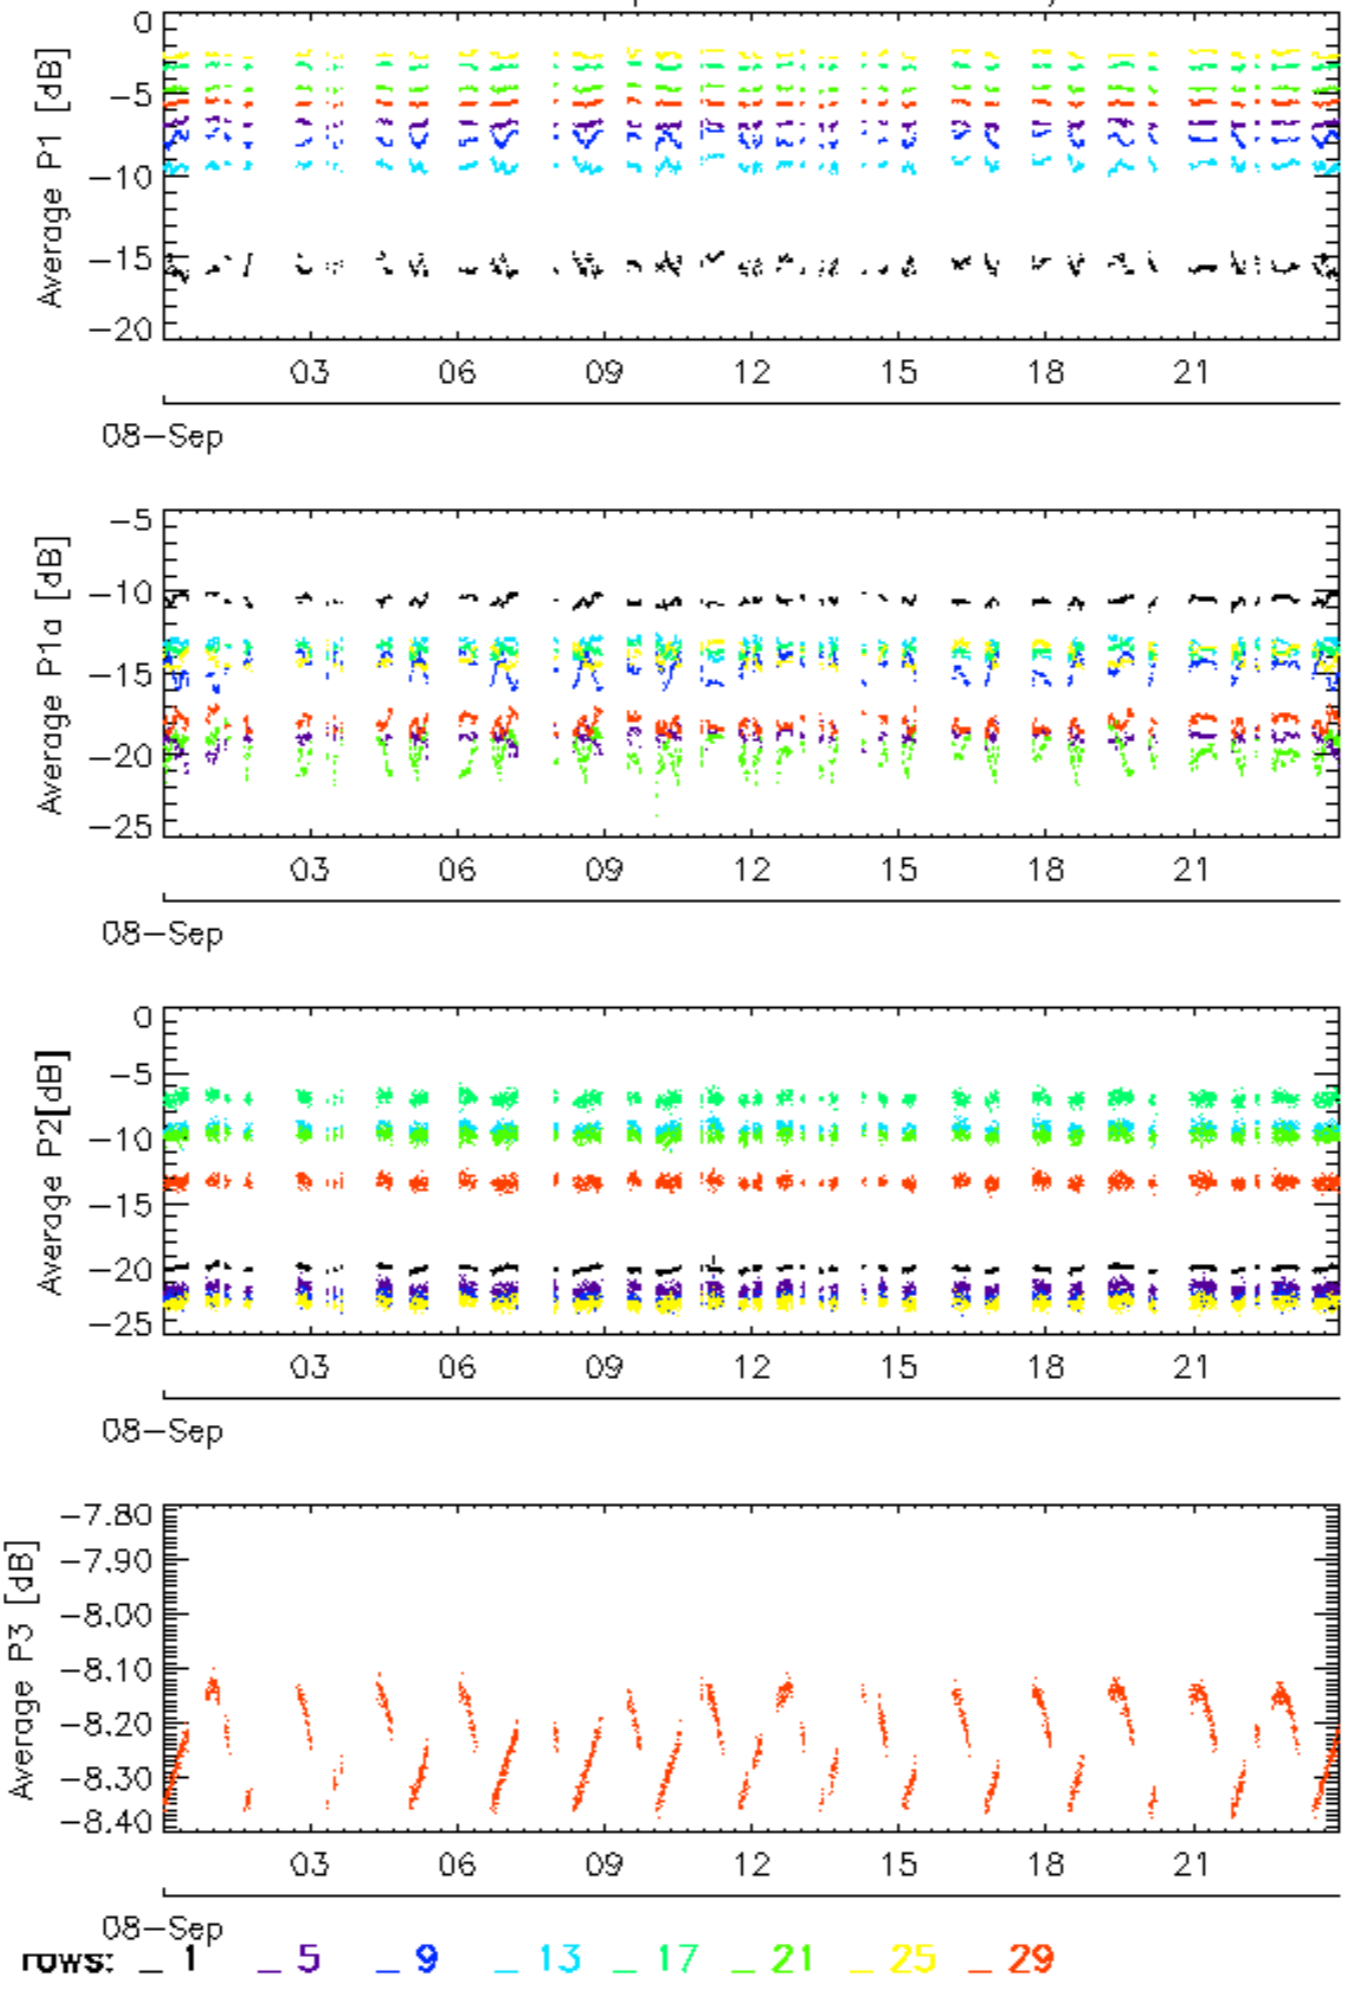 0
−5
−10
−15
−20
Average P1 [dB]
03 06 09 12 15 18 21
08−Sep
−5
−10
−15
−20
−25
Average P1a [dB]
03 06 09 12 15 18 21
08−Sep
0
−5
−10
−15
−20
−25
Average P2[dB]
03 06 09 12 15 18 21
08−Sep
−7.80
−7.90
−8.00
−8.10
−8.20
−8.30
−8.40
Average P3 [dB]
03 06 09 12 15 18 21
08−Sep
rows: _ 1 _ 5 _ 9 _ 13 _ 17 _ 21 _ 25 _ 29